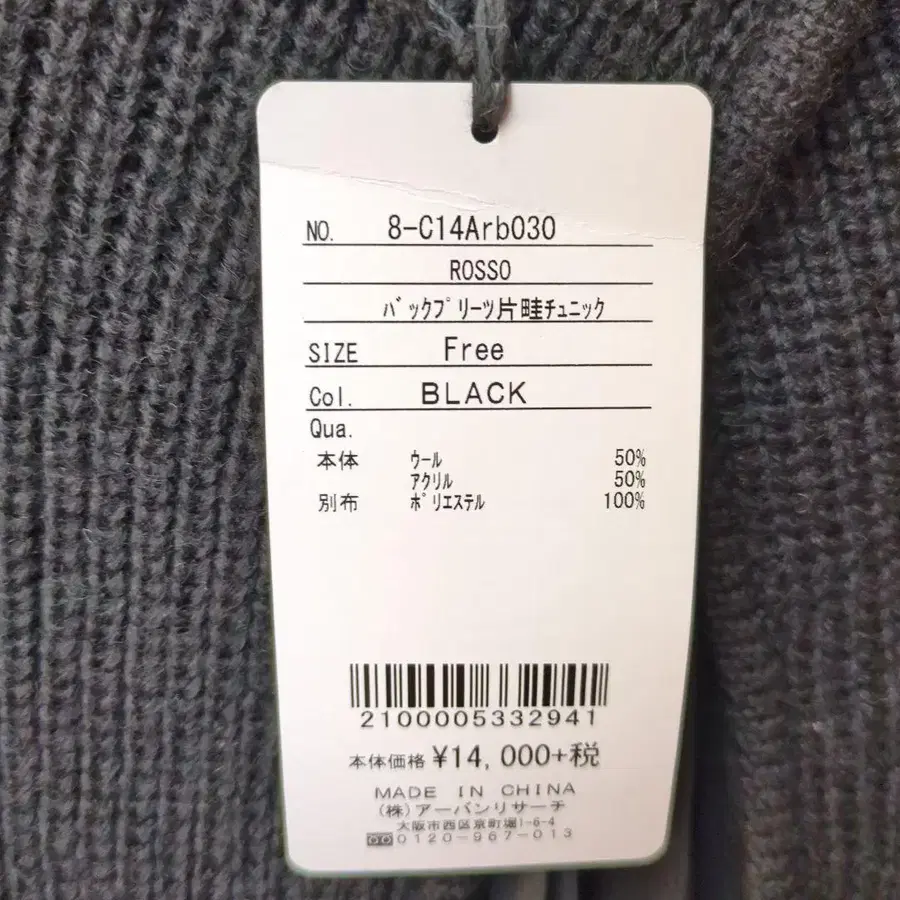 NO. 8-C14Arb030
ROSSO
ﾊﾞックプリーツ片畦ﾁｭﾆｯｸ
SIZE Free
Col. BLACK
Qua.
本体 ｳｰﾙ 50%
ｱｸﾘﾙ 50%
別布 ﾎﾟﾘｴｽﾃﾙ 100%
2100005332941
本体価格 ¥14,000+税
MADE IN CHINA
(株)アーバンリサーチ
大阪市西区京町堀1-6-4
0120-967-013